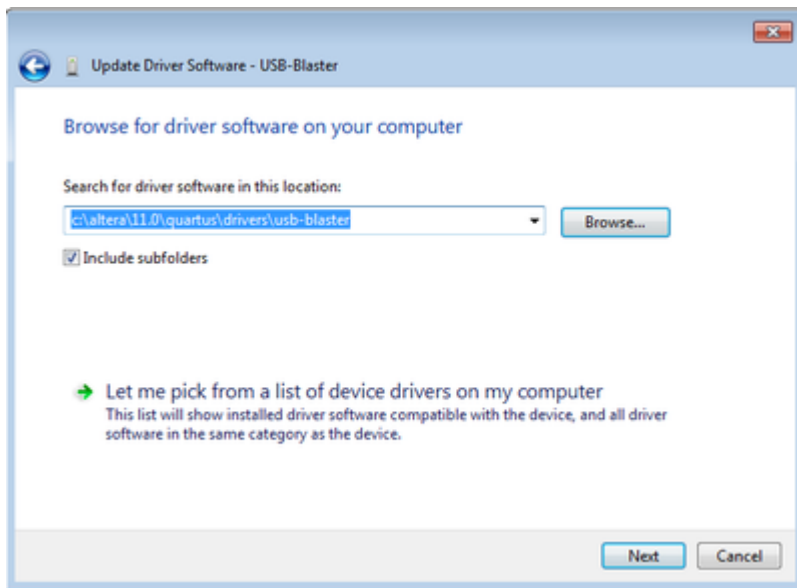 Update Driver Software - USB-Blaster
Browse for driver software on your computer
Search for driver software in this location:
c:\altera\11.0\quartus\drivers\usb-blaster
Browse...
Include subfolders
Let me pick from a list of device drivers on my computer
This list will show installed driver software compatible with the device, and all driver
software in the same category as the device.
Next
Cancel